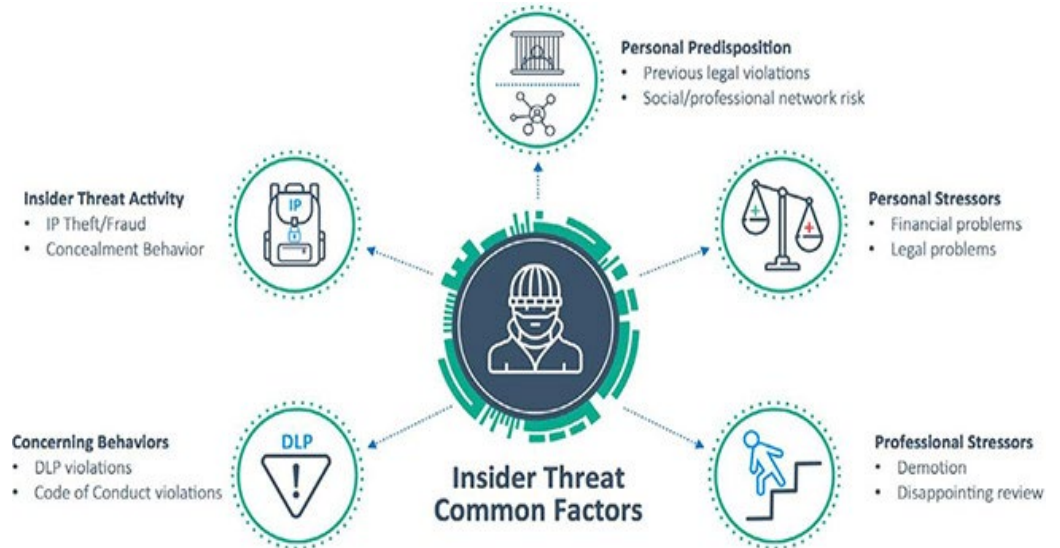 Personal Predisposition
• Previous legal violations
• Social/professional network risk
Insider Threat Activity
• IP Theft/Fraud
• Concealment Behavior
IP
Personal Stressors
• Financial problems
• Legal problems
Concerning Behaviors
• DLP violations
• Code of Conduct violations
DLP
!
Insider Threat
Common Factors
Professional Stressors
• Demotion
• Disappointing review